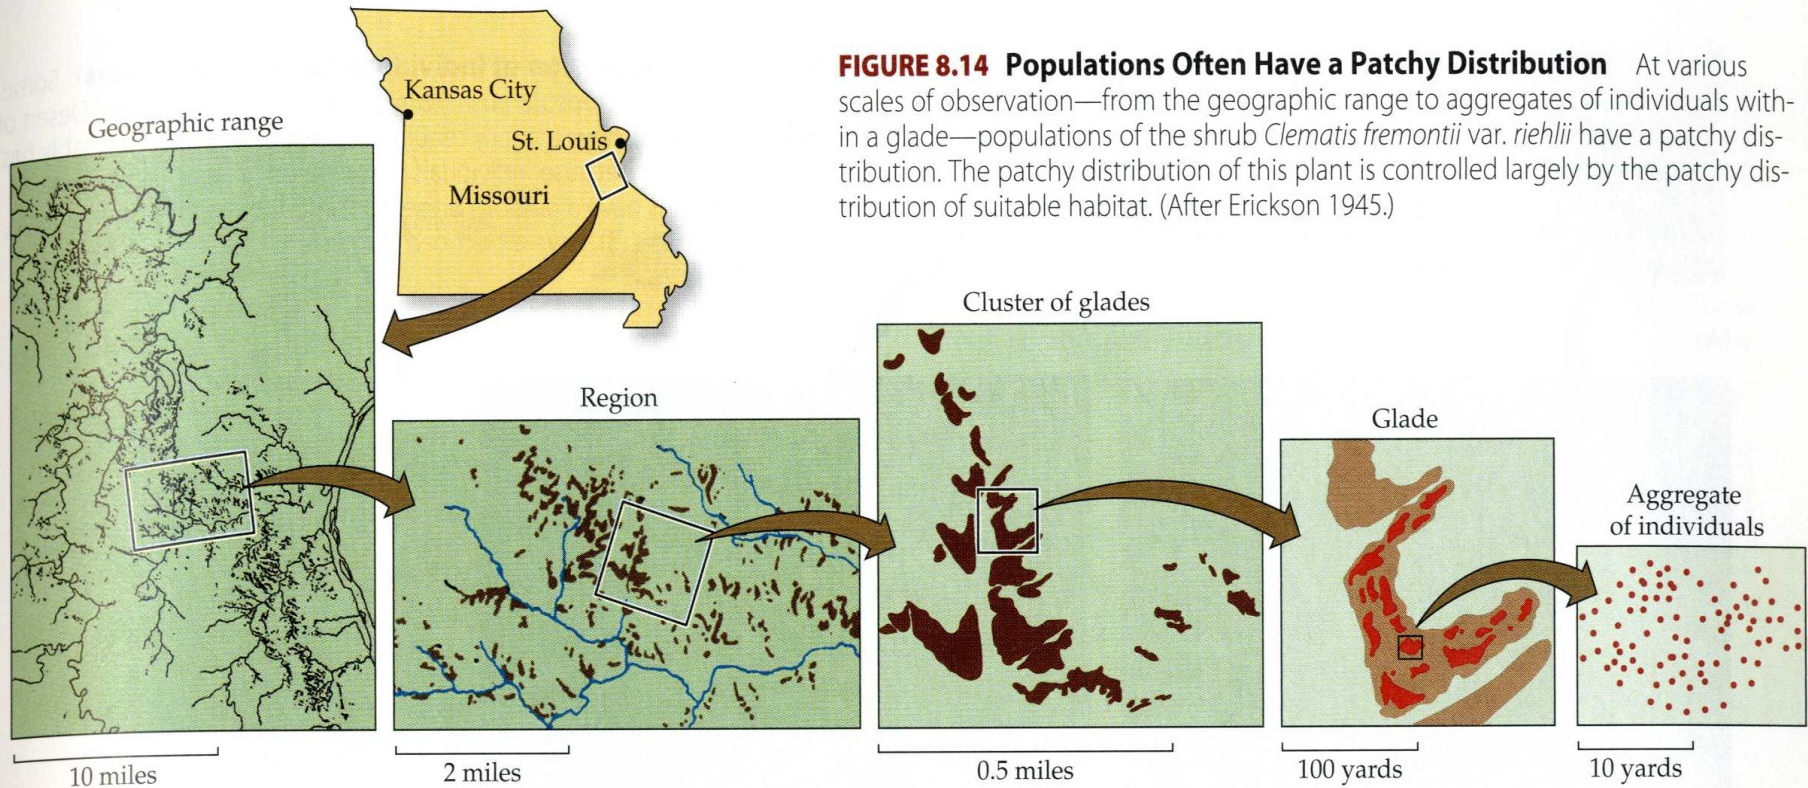 FIGURE 8.14 Populations Often Have a Patchy Distribution At various
scales of observation—from the geographic range to aggregates of individuals with-
in a glade—populations of the shrub Clematis fremontii var. riehlii have a patchy dis-
tribution. The patchy distribution of this plant is controlled largely by the patchy dis-
tribution of suitable habitat. (After Erickson 1945.)
Kansas City
St. Louis
Missouri
Geographic range
10 miles
Region
2 miles
Cluster of glades
0.5 miles
Glade
100 yards
Aggregate
of individuals
10 yards